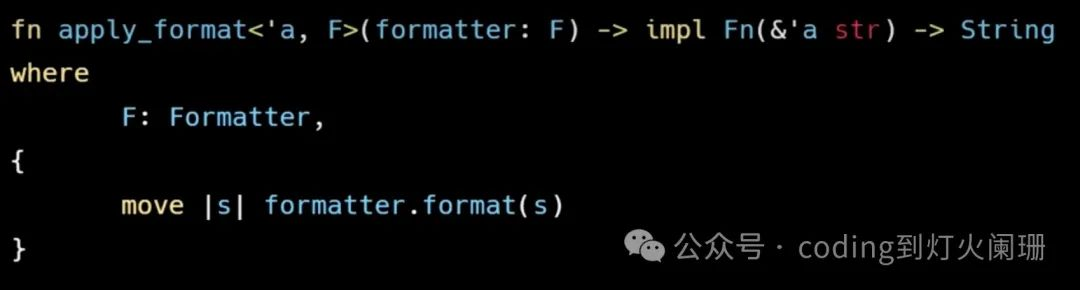 fn apply_format<'a, F>(formatter: F) -> impl Fn(&'a str) -> String
where
        F: Formatter,
{
        move |s| formatter.format(s)
}
公众号· coding到灯火阑珊